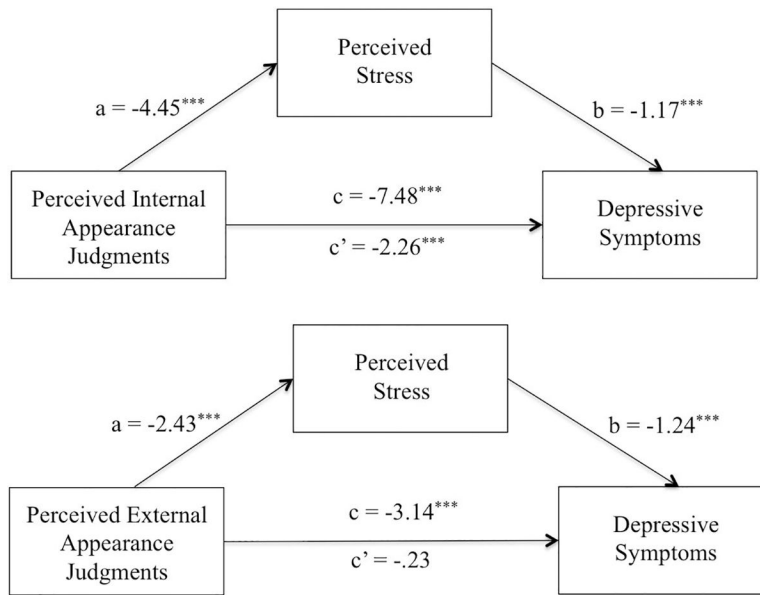 Perceived
Stress
a = -4.45***
b = -1.17***
Perceived Internal
Appearance
Judgments
c = -7.48***
c’ = -2.26***
Depressive
Symptoms
Perceived
Stress
a = -2.43***
b = -1.24***
Perceived External
Appearance
Judgments
c = -3.14***
c’ = -.23
Depressive
Symptoms